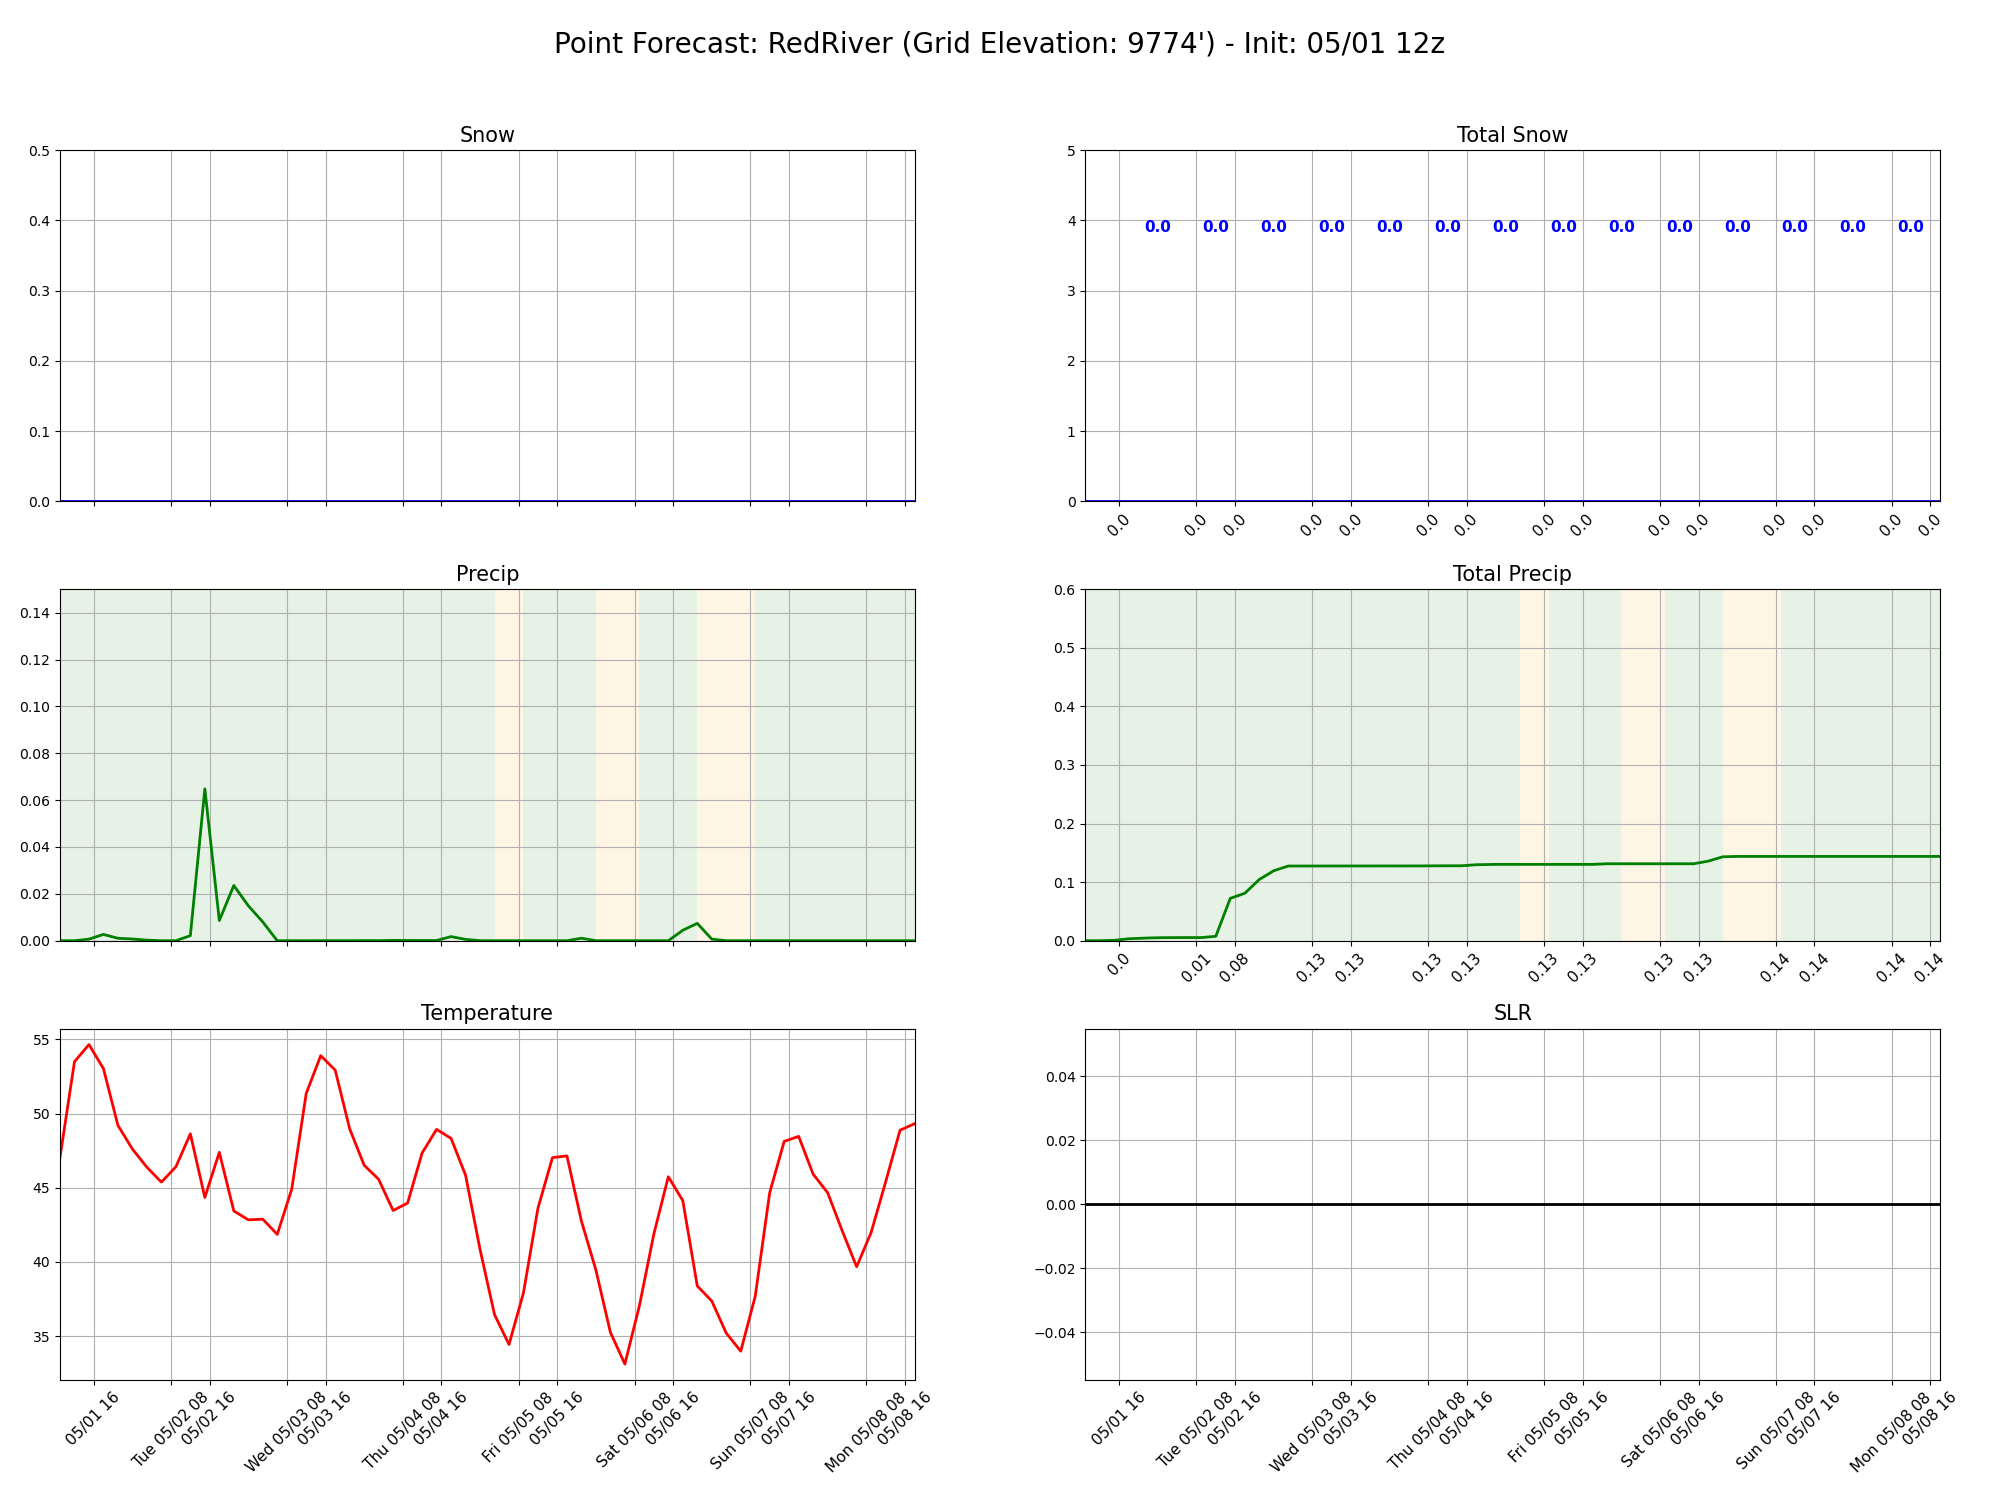 Point Forecast: RedRiver (Grid Elevation: 9774') - Init: 05/01 12z
Snow
0.5
0.4
0.3
0.2
0.1
0.0
Total Snow
5
4
3
2
1
0
0.0 0.0 0.0 0.0 0.0 0.0 0.0 0.0 0.0 0.0 0.0 0.0 0.0 0.0
0.0 0.0 0.0 0.0 0.0 0.0 0.0 0.0 0.0 0.0 0.0 0.0 0.0 0.0 0.0
Precip
0.14
0.12
0.10
0.08
0.06
0.04
0.02
0.00
Total Precip
0.6
0.5
0.4
0.3
0.2
0.1
0.0
0.0 0.01 0.08 0.13 0.13 0.13 0.13 0.13 0.13 0.13 0.13 0.14 0.14 0.14 0.14
Temperature
55
50
45
40
35
05/01 16
Tue 05/02 08
05/02 16
Wed 05/03 08
05/03 16
Thu 05/04 08
05/04 16
Fri 05/05 08
05/05 16
Sat 05/06 08
05/06 16
Sun 05/07 08
05/07 16
Mon 05/08 08
05/08 16
SLR
0.04
0.02
0.00
−0.02
−0.04
05/01 16
Tue 05/02 08
05/02 16
Wed 05/03 08
05/03 16
Thu 05/04 08
05/04 16
Fri 05/05 08
05/05 16
Sat 05/06 08
05/06 16
Sun 05/07 08
05/07 16
Mon 05/08 08
05/08 16